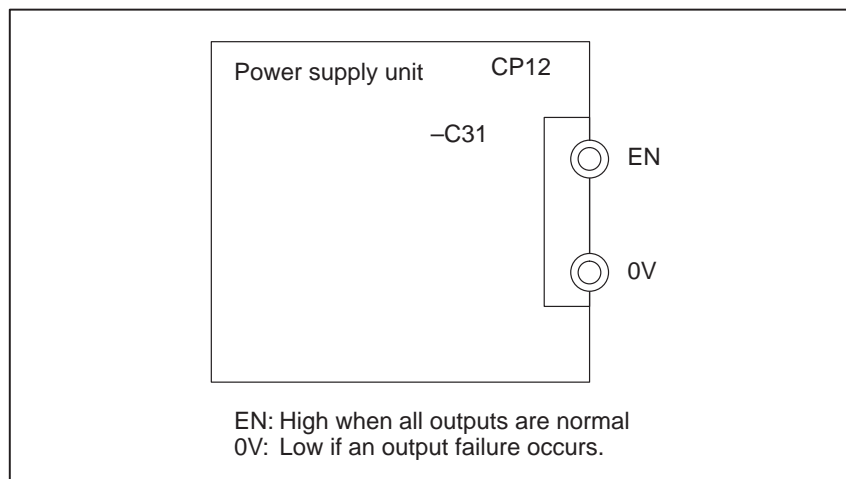 Power supply unit CP12
–C31
EN
0V
EN: High when all outputs are normal
0V: Low if an output failure occurs.